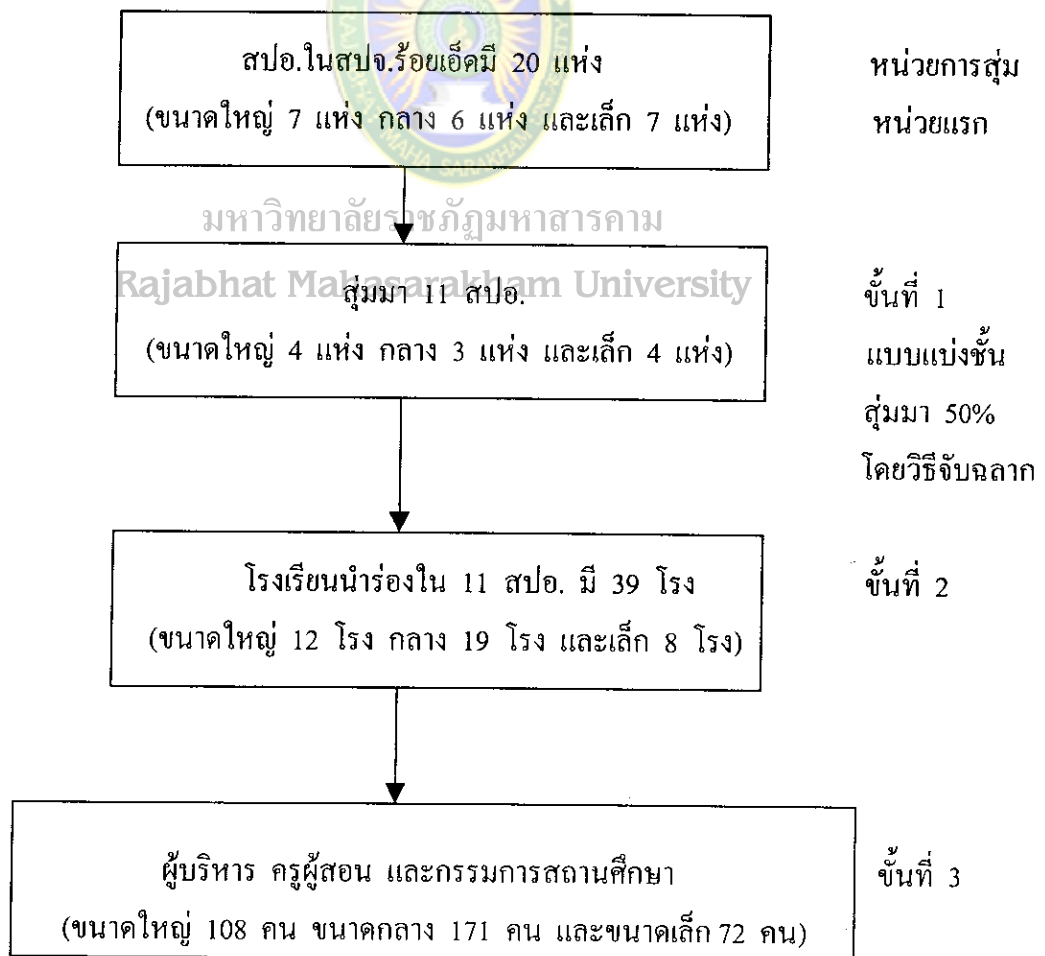 สปอ.ในสปจ.ร้อยเอ็ดมี 20 แห่ง
(ขนาดใหญ่ 7 แห่ง กลาง 6 แห่ง และเล็ก 7 แห่ง)
หน่วยการสุ่ม
หน่วยแรก
MAHA SARAKHAM
มหาวิทยาลัยราชภัฏมหาสารคาม
Rajabhat Mahasarakham University
สุ่มมา 11 สปอ.
(ขนาดใหญ่ 4 แห่ง กลาง 3 แห่ง และเล็ก 4 แห่ง)
ขั้นที่ 1
แบบแบ่งชั้น
สุ่มมา 50%
โดยวิธีจับฉลาก
โรงเรียนนำร่องใน 11 สปอ. มี 39 โรง
(ขนาดใหญ่ 12 โรง กลาง 19 โรง และเล็ก 8 โรง)
ขั้นที่ 2
ผู้บริหาร ครูผู้สอน และกรรมการสถานศึกษา
(ขนาดใหญ่ 108 คน ขนาดกลาง 171 คน และขนาดเล็ก 72 คน)
ขั้นที่ 3